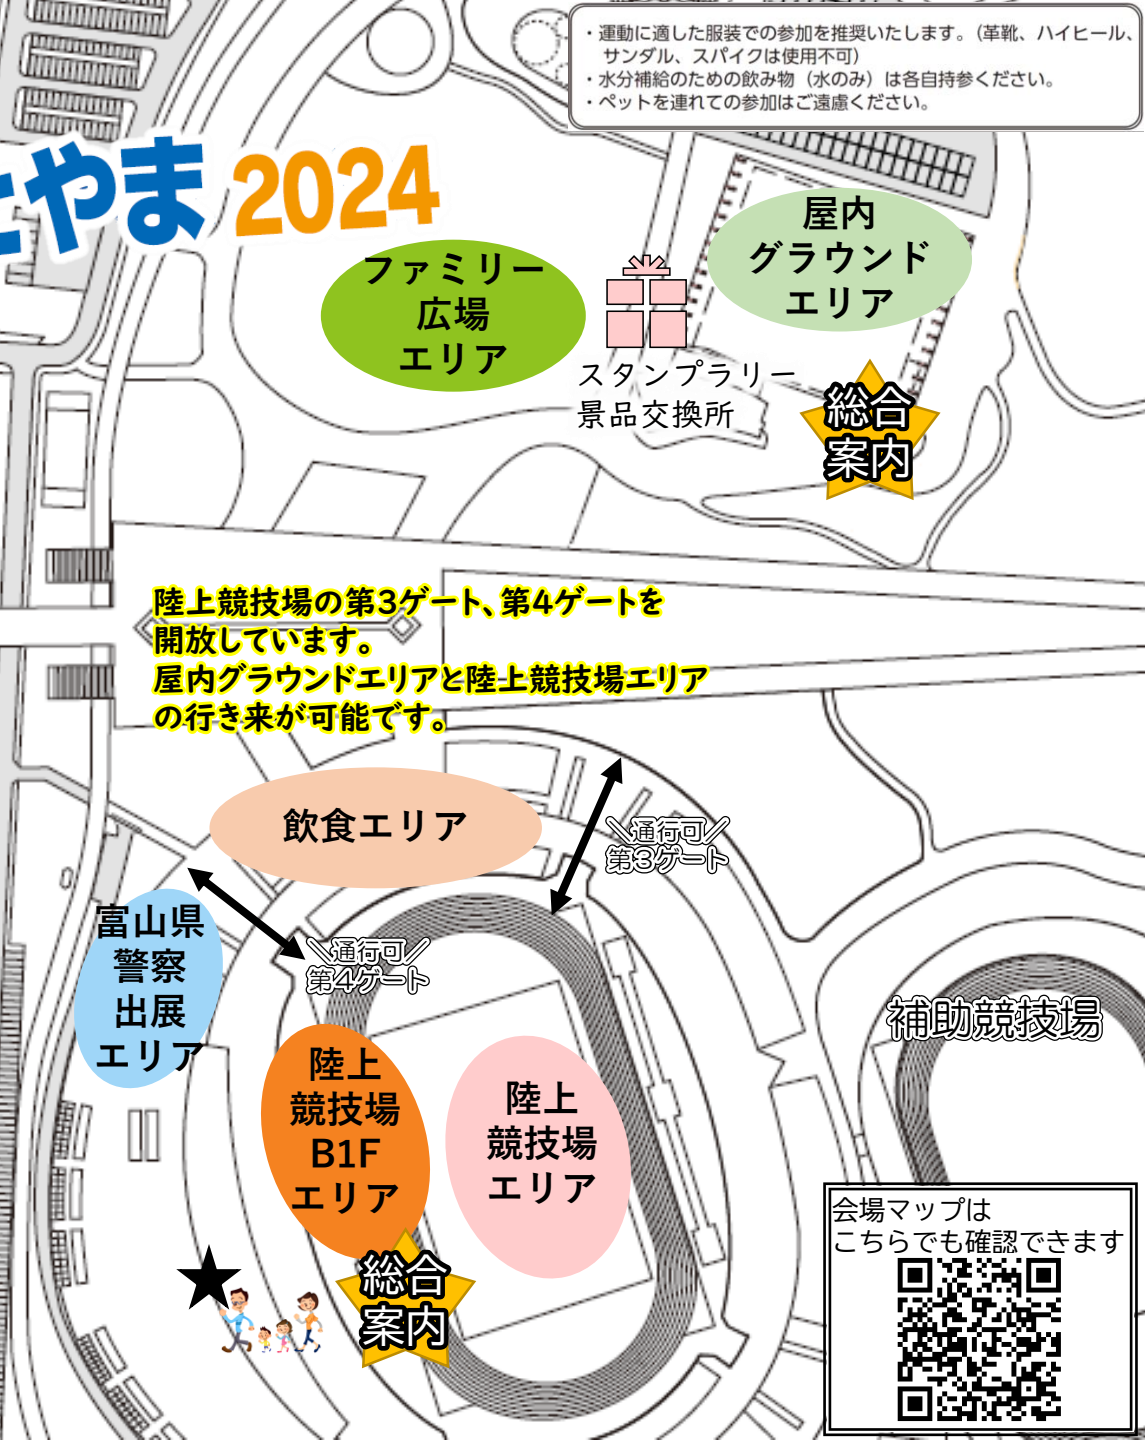 ・運動に適した服装での参加を推奨いたします。（革靴、ハイヒール、
サンダル、スパイクは使用不可）
・水分補給のための飲み物（水のみ）は各自持参ください。
・ペットを連れての参加はご遠慮ください。
とやま 2024
屋内
グラウンド
エリア
ファミリー
広場
エリア
スタンプラリー
景品交換所
総合
案内
陸上競技場の第3ゲート、第4ゲートを
開放しています。
屋内グラウンドエリアと陸上競技場エリア
の行き来が可能です。
飲食エリア
＼通行可／
第3ゲート
富山県
警察
出展
エリア
＼通行可／
第4ゲート
補助競技場
陸上
競技場
B1F
エリア
陸上
競技場
エリア
総合
案内
会場マップは
こちらでも確認できます